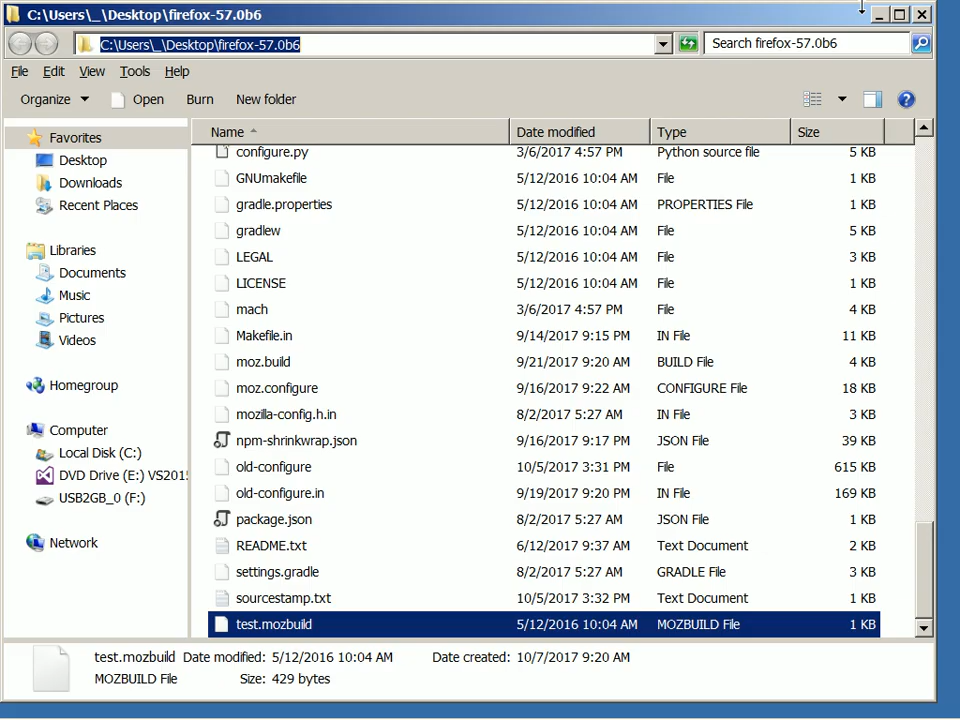 C:\Users\_\Desktop\firefox-57.0b6
C:\Users\_\Desktop\firefox-57.0b6 Search firefox-57.0b6
File Edit View Tools Help
Organize Open Burn New folder
Name Date modified Type Size
Favorites
Desktop
Downloads
Recent Places
Libraries
Documents
Music
Pictures
Videos
Homegroup
Computer
Local Disk (C:)
DVD Drive (E:) VS2015
USB2GB_0 (F:)
Network
configure.py 3/6/2017 4:57 PM Python source file 5 KB
GNUmakefile 5/12/2016 10:04 AM File 1 KB
gradle.properties 5/12/2016 10:04 AM PROPERTIES File 1 KB
gradlew 5/12/2016 10:04 AM File 5 KB
LEGAL 5/12/2016 10:04 AM File 3 KB
LICENSE 5/12/2016 10:04 AM File 1 KB
mach 3/6/2017 4:57 PM File 4 KB
Makefile.in 9/14/2017 9:15 PM IN File 11 KB
moz.build 9/21/2017 9:20 AM BUILD File 4 KB
moz.configure 9/16/2017 9:22 AM CONFIGURE File 18 KB
mozilla-config.h.in 8/2/2017 5:27 AM IN File 3 KB
npm-shrinkwrap.json 9/16/2017 9:17 PM JSON File 39 KB
old-configure 10/5/2017 3:31 PM File 615 KB
old-configure.in 9/19/2017 9:20 PM IN File 169 KB
package.json 8/2/2017 5:27 AM JSON File 1 KB
README.txt 6/12/2017 9:37 AM Text Document 2 KB
settings.gradle 8/2/2017 5:27 AM GRADLE File 3 KB
sourcestamp.txt 10/5/2017 3:32 PM Text Document 1 KB
test.mozbuild 5/12/2016 10:04 AM MOZBUILD File 1 KB
test.mozbuild Date modified: 5/12/2016 10:04 AM Date created: 10/7/2017 9:20 AM
MOZBUILD File Size: 429 bytes